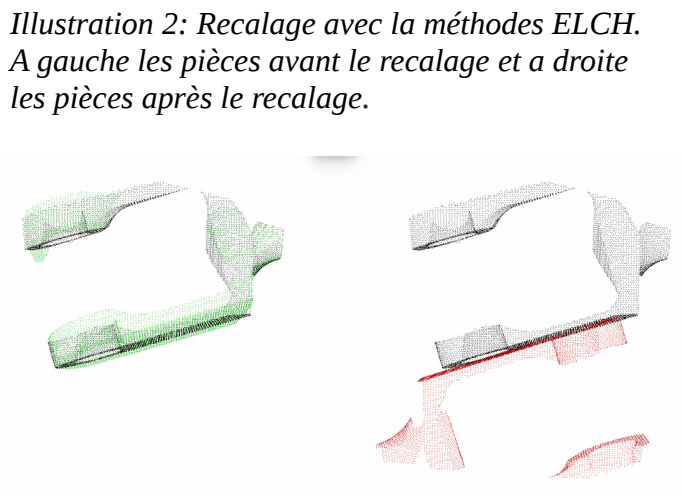 Illustration 2: Recalage avec la méthodes ELCH.
A gauche les pièces avant le recalage et a droite
les pièces après le recalage.